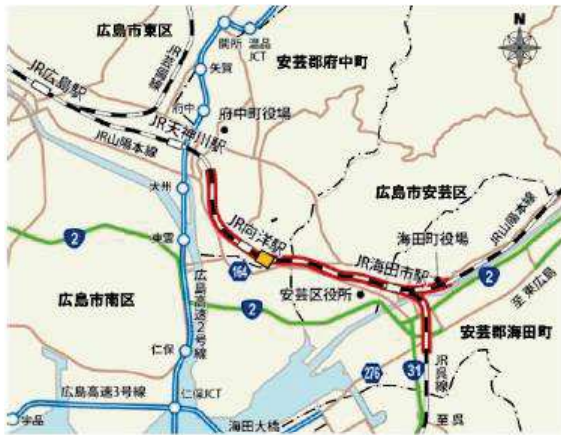 広島市東区
間所
温品
JCT
N
JR芸備線
矢賀
安芸郡府中町
JR広島駅
府中
府中町役場
JR天神川駅
JR山陽本線
大州
広島市安芸区
JR向洋駅
海田町役場
JR山陽本線
2
東雲
164
JR海田市駅
2
広島市南区
広島高速2号線
2
安芸区役所
至 東広島
安芸郡海田町
仁保
31
JR呉線
276
広島高速3号線
仁保JCT
宇品
海田大橋
至 呉